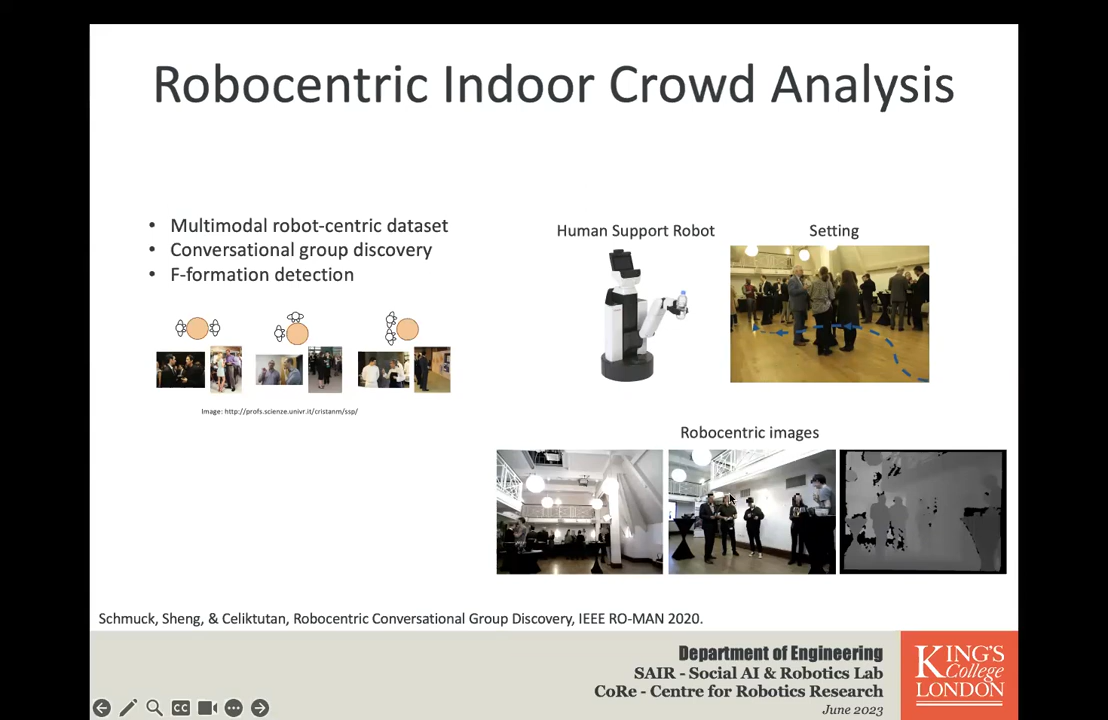 Robocentric Indoor Crowd Analysis
• Multimodal robot-centric dataset
• Conversational group discovery
• F-formation detection
Image: http://profs.scienze.univr.it/cristanm/ssp/
Human Support Robot
Setting
Robocentric images
Schmuck, Sheng, & Celiktutan, Robocentric Conversational Group Discovery, IEEE RO-MAN 2020.
Department of Engineering
SAIR - Social AI & Robotics Lab
CoRe - Centre for Robotics Research
June 2023
KING'S
College
LONDON
CC